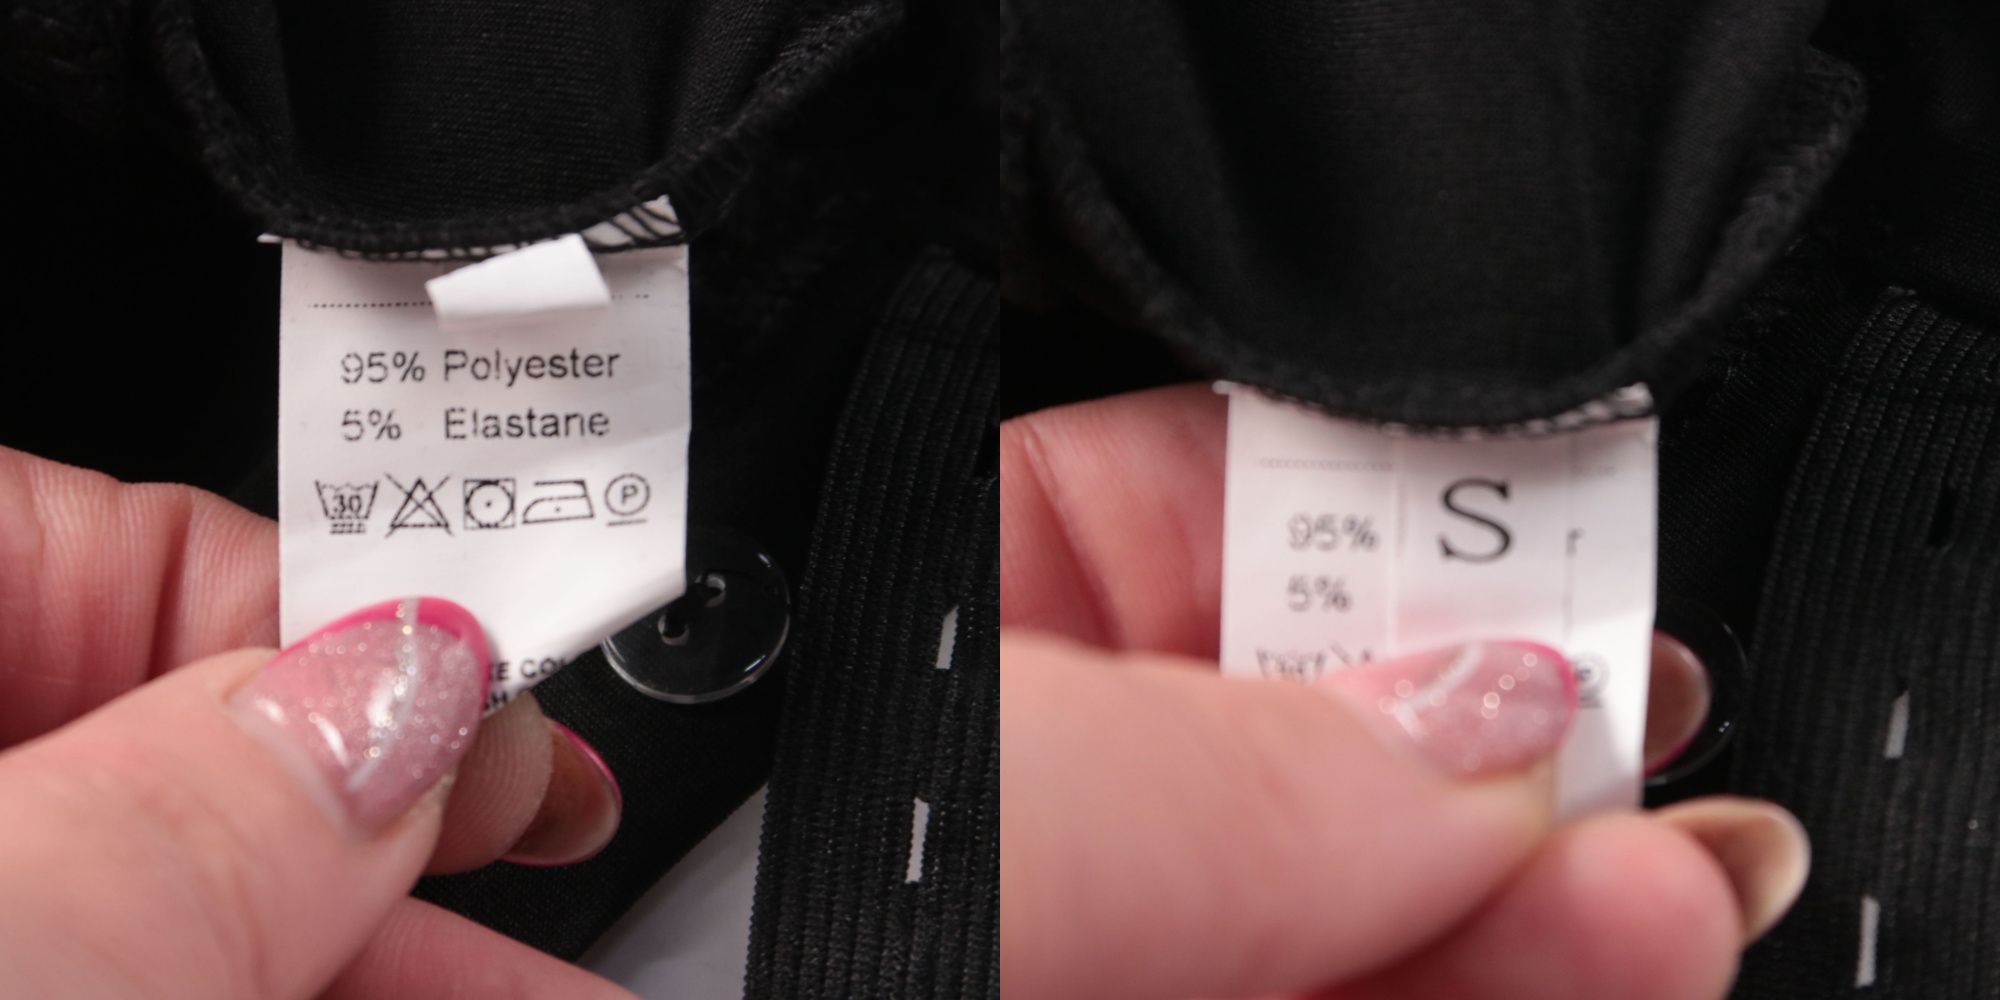 95% Polyester
5% Elastane
30
P
S
95%
5%